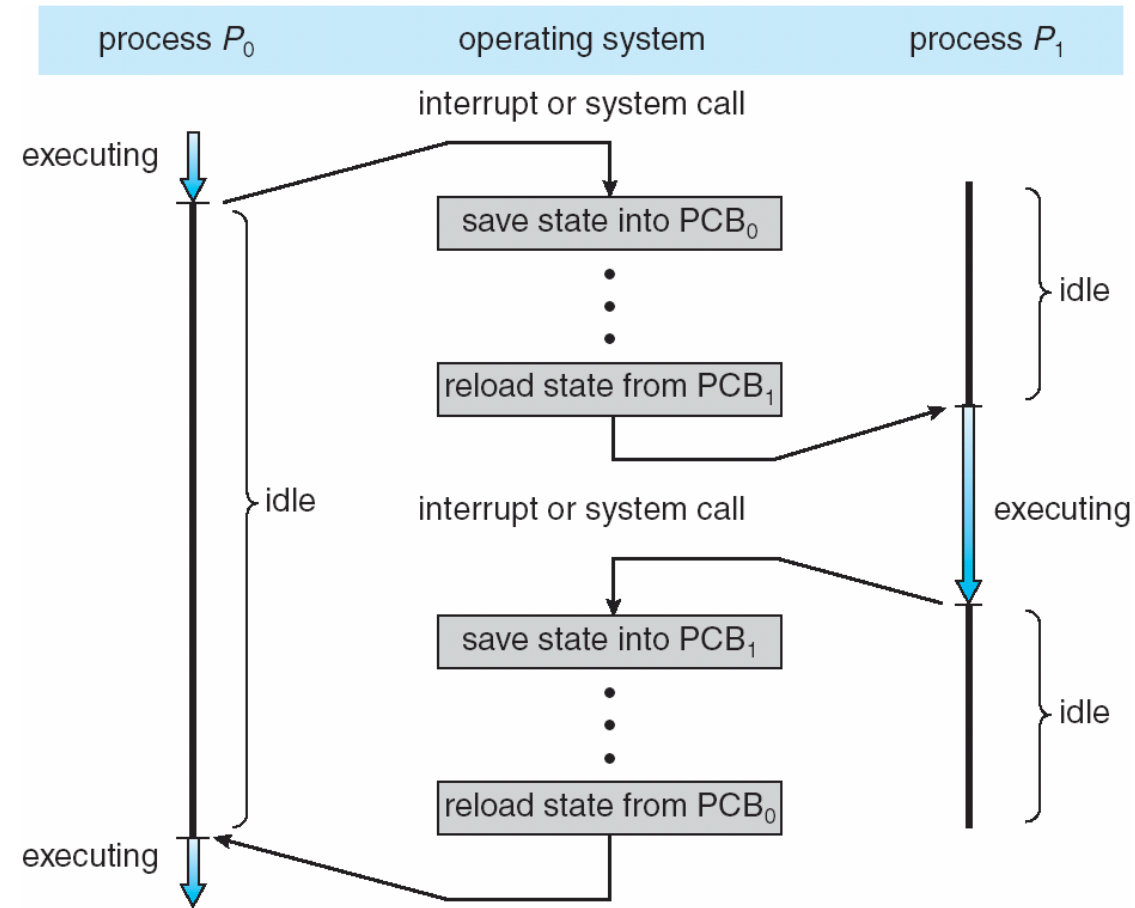 process P₀ operating system process P₁
interrupt or system call
executing
save state into PCB₀
idle
reload state from PCB₁
idle
interrupt or system call
executing
save state into PCB₁
idle
reload state from PCB₀
executing